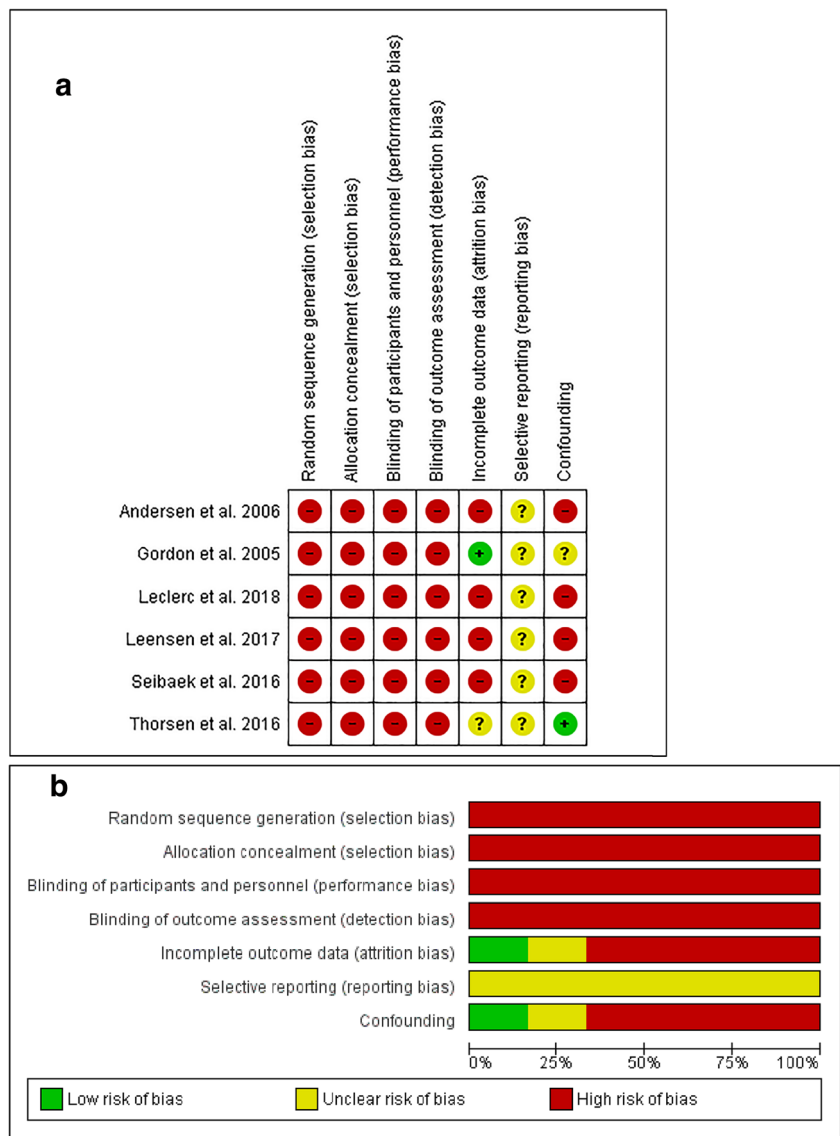 a
Random sequence generation (selection bias)
Allocation concealment (selection bias)
Blinding of participants and personnel (performance bias)
Blinding of outcome assessment (detection bias)
Incomplete outcome data (attrition bias)
Selective reporting (reporting bias)
Confounding
Andersen et al. 2006 - - - - - ? -
Gordon et al. 2005 - - - - + ? ?
Leclerc et al. 2018 - - - - - ? -
Leensen et al. 2017 - - - - - ? -
Seibaek et al. 2016 - - - - - ? -
Thorsen et al. 2016 - - - - ? ? +
b
Random sequence generation (selection bias)
Allocation concealment (selection bias)
Blinding of participants and personnel (performance bias)
Blinding of outcome assessment (detection bias)
Incomplete outcome data (attrition bias)
Selective reporting (reporting bias)
Confounding
0% 25% 50% 75% 100%
Low risk of bias Unclear risk of bias High risk of bias